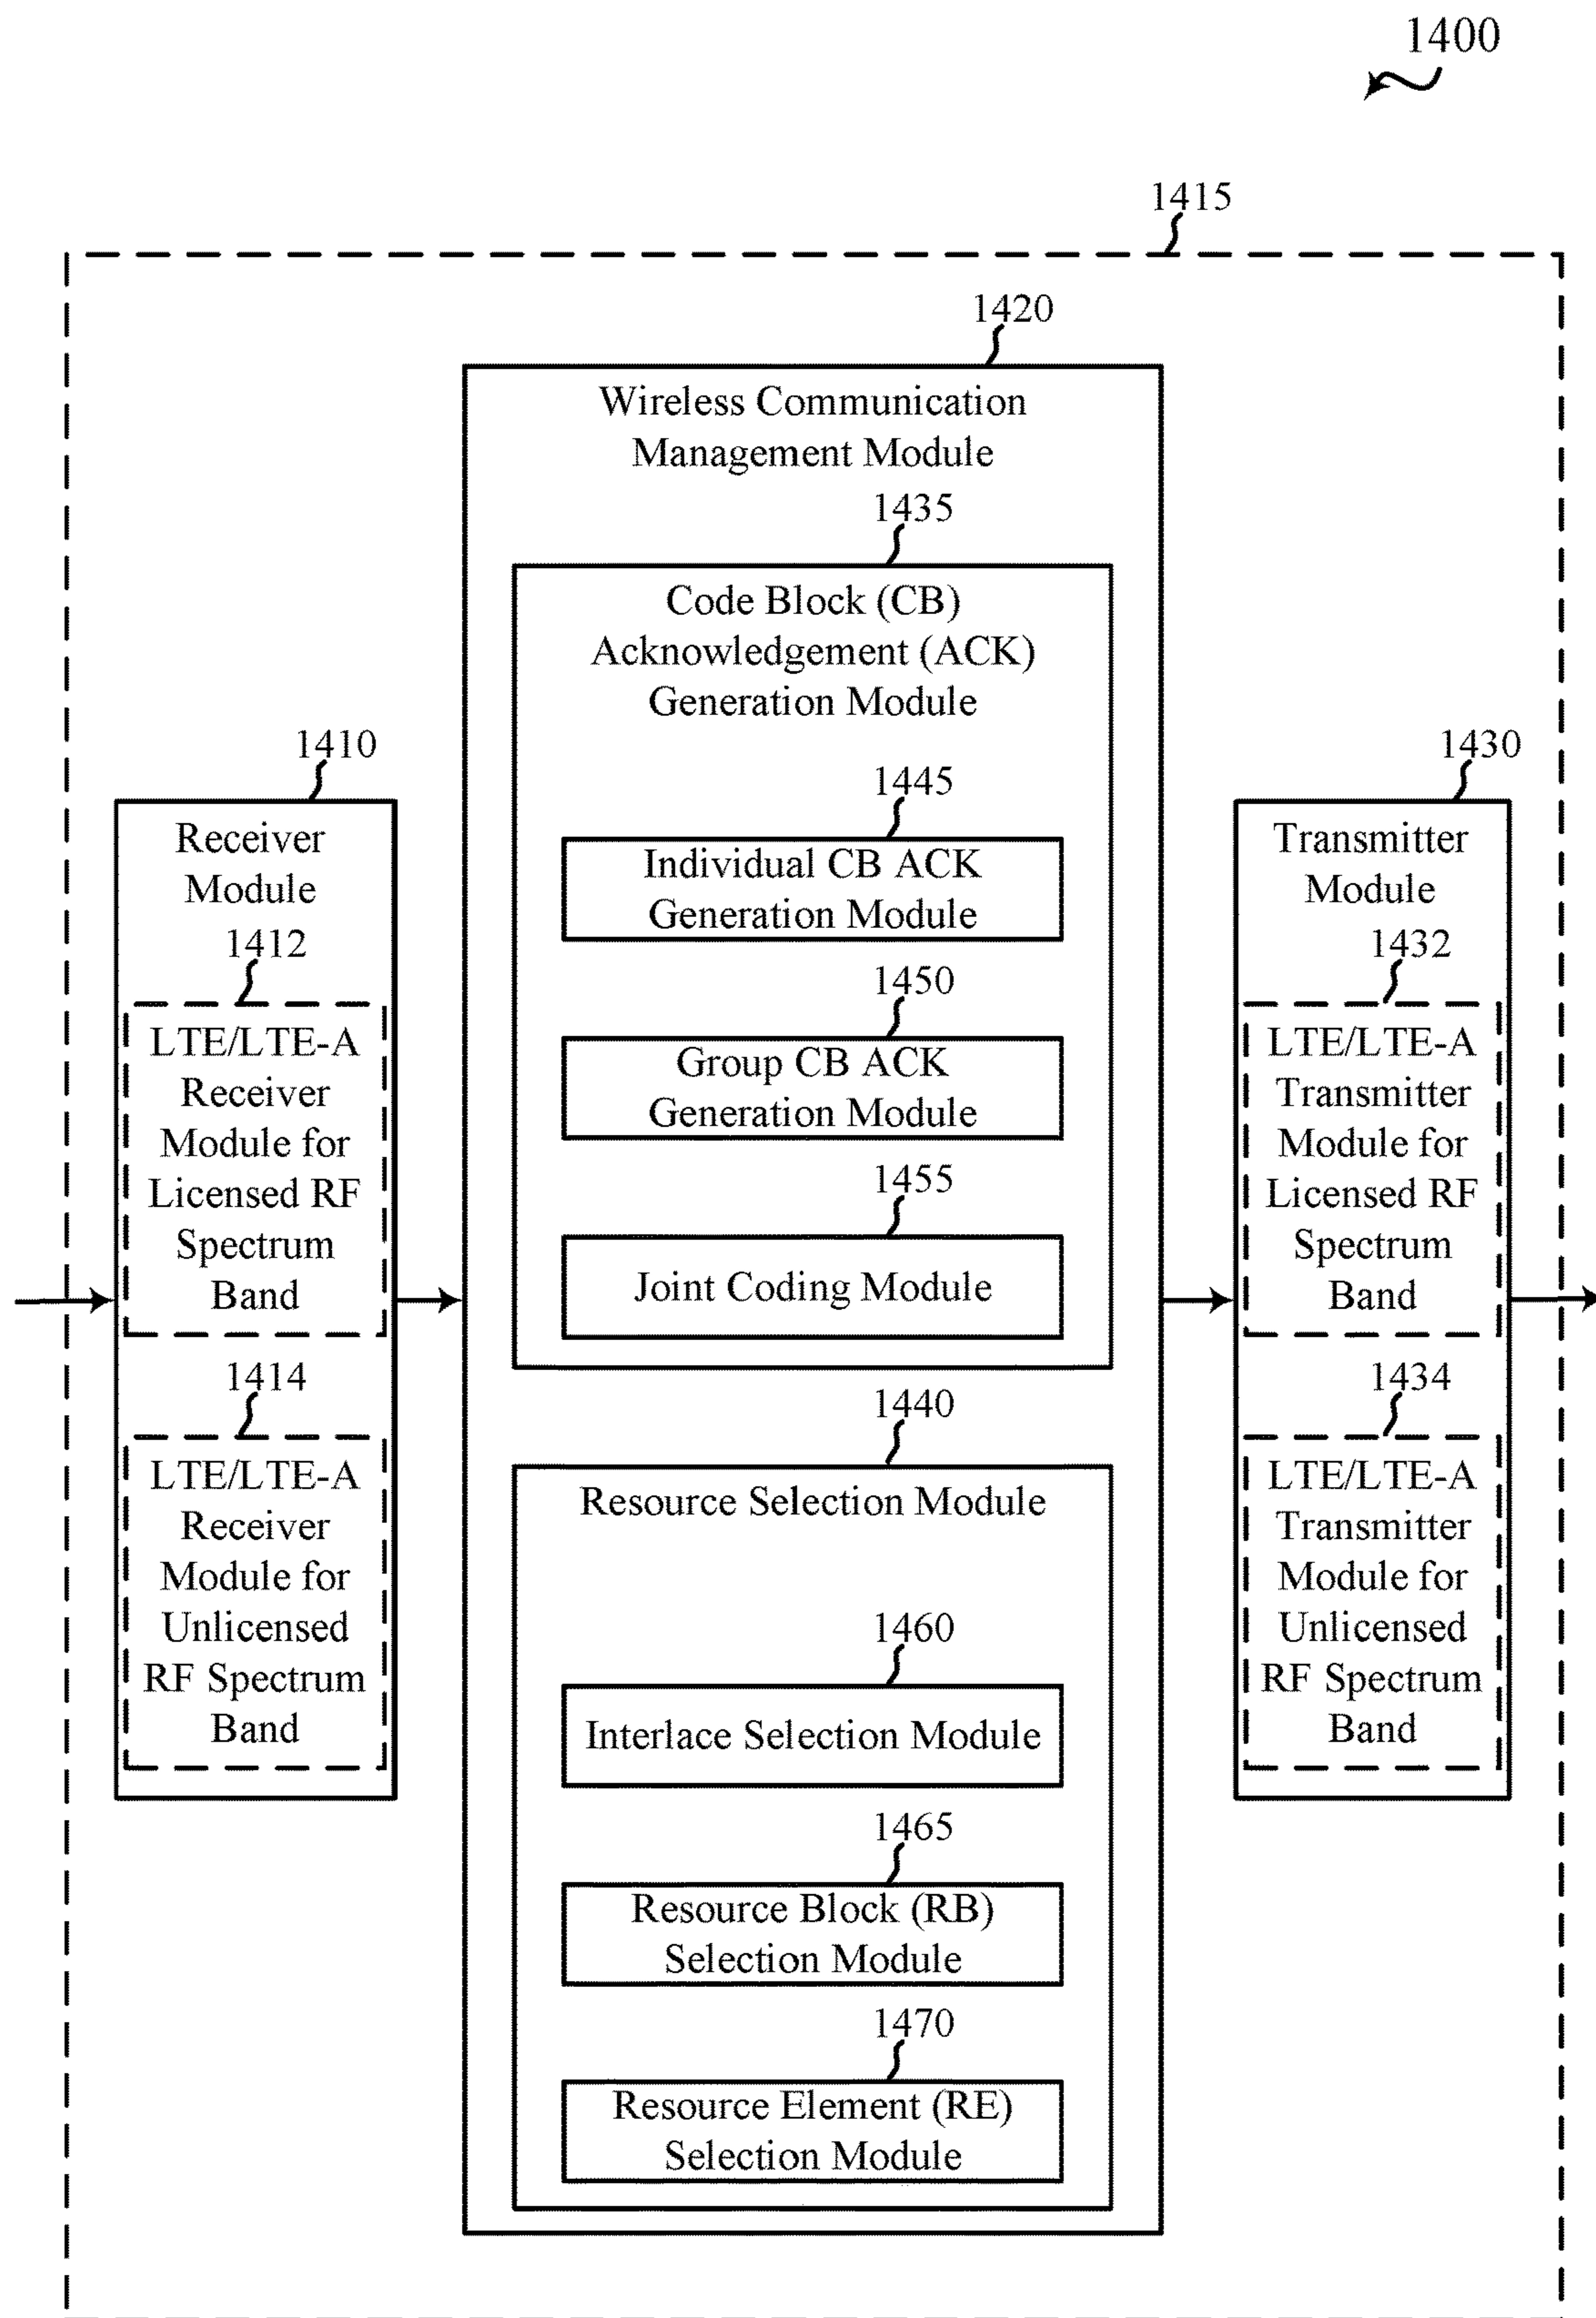 1400
1415
1420
Wireless Communication
Management Module
1435
Code Block (CB)
Acknowledgement (ACK)
Generation Module
1445
Individual CB ACK
Generation Module
1450
Group CB ACK
Generation Module
1455
Joint Coding Module
1440
Resource Selection Module
1460
Interlace Selection Module
1465
Resource Block (RB)
Selection Module
1470
Resource Element (RE)
Selection Module
1410
Receiver
Module
1412
LTE/LTE-A
Receiver
Module for
Licensed RF
Spectrum
Band
1414
LTE/LTE-A
Receiver
Module for
Unlicensed
RF Spectrum
Band
1430
Transmitter
Module
1432
LTE/LTE-A
Transmitter
Module for
Licensed RF
Spectrum
Band
1434
LTE/LTE-A
Transmitter
Module for
Unlicensed
RF Spectrum
Band